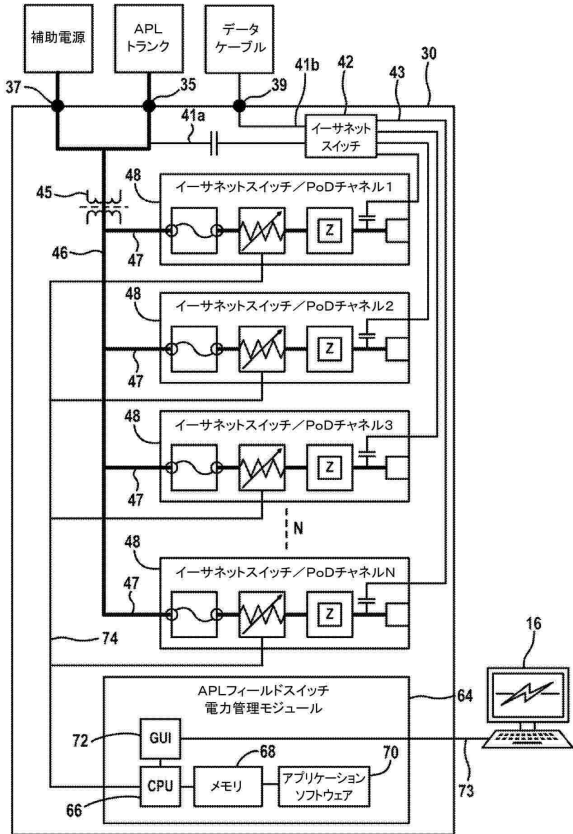 補助電源
APL
トランク
データ
ケーブル
37
35
39
41b
42
43
30
41a
イーサネット
スイッチ
45
48
イーサネットスイッチ/PoDチャネル1
Z
46
47
48
イーサネットスイッチ/PoDチャネル2
Z
47
48
イーサネットスイッチ/PoDチャネル3
Z
47
N
48
イーサネットスイッチ/PoDチャネルN
Z
47
74
16
APLフィールドスイッチ
電力管理モジュール
64
72
GUI
68
70
73
CPU
メモリ
アプリケーション
ソフトウェア
66